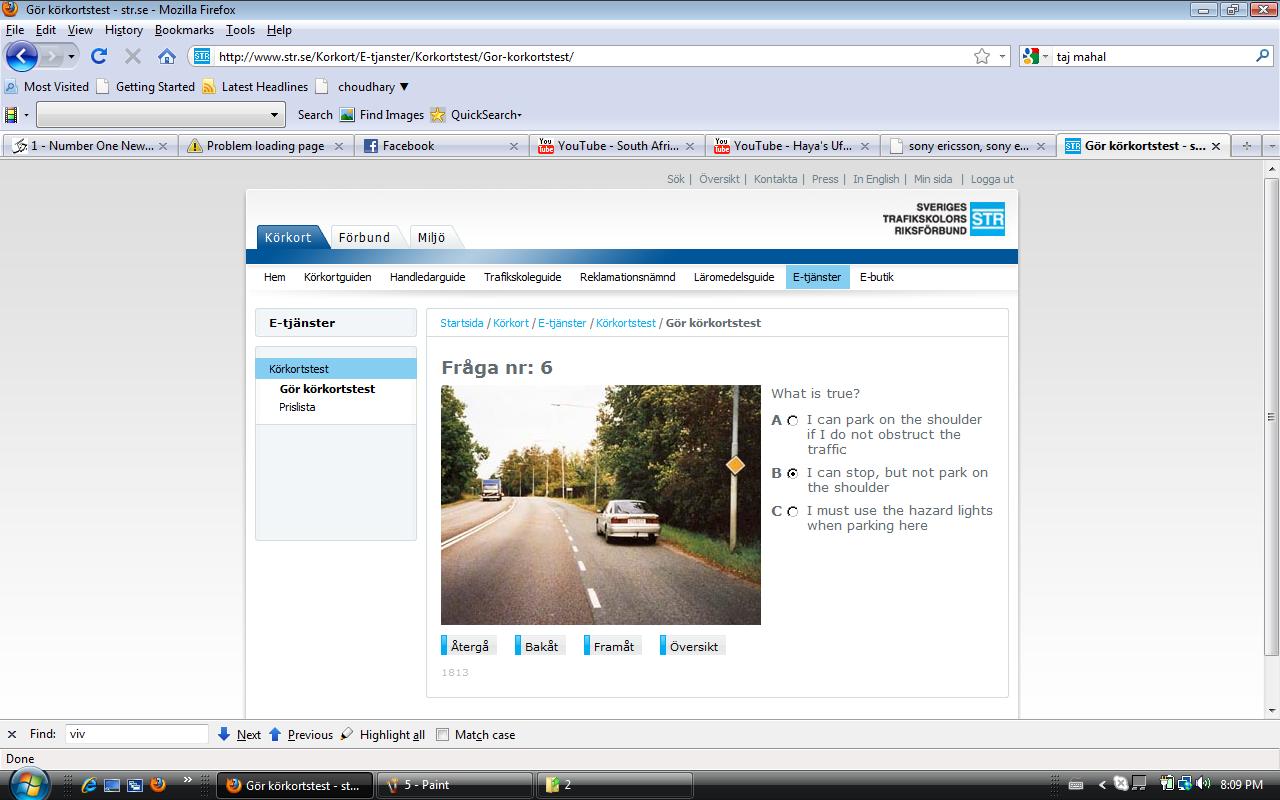 Gör körkortstest - str.se - Mozilla Firefox
File Edit View History Bookmarks Tools Help
STR http://www.str.se/Korkort/E-tjanster/Korkortstest/Gor-korkortstest/ taj mahal
Most Visited Getting Started Latest Headlines choudhary ▼
Search Find Images QuickSearch
1 - Number One New... Problem loading page Facebook YouTube - South Afri... YouTube - Haya's Uf... sony ericsson, sony e... Gör körkortstest - s...
Sök | Översikt | Kontakta | Press | In English | Min sida | Logga ut
SVERIGES
TRAFIKSKOLORS STR
RIKSFÖRBUND
Körkort Förbund Miljö
Hem Körkortguiden Handledarguide Trafikskoleguide Reklamationsnämnd Läromedelsguide E-tjänster E-butik
E-tjänster
Körkortstest
Gör körkortstest
Prislista
Startsida / Körkort / E-tjänster / Körkortstest / Gör körkortstest
Fråga nr: 6
What is true?
A I can park on the shoulder
if I do not obstruct the
traffic
B I can stop, but not park on
the shoulder
C I must use the hazard lights
when parking here
Återgå Bakåt Framåt Översikt
1813
Find: viv Next Previous Highlight all Match case
Done
Gör körkortstest - st... 5 - Paint 2 8:09 PM